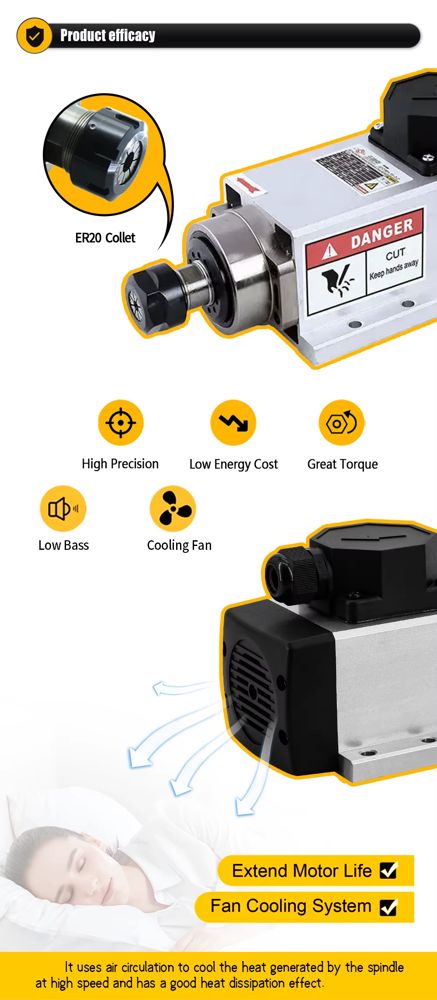 Product efficacy
ER20 Collet
DANGER
CUT
Keep hands away
High Precision
Low Energy Cost
Great Torque
Low Bass
Cooling Fan
Extend Motor Life
Fan Cooling System
It uses air circulation to cool the heat generated by the spindle
at high speed and has a good heat dissipation effect.